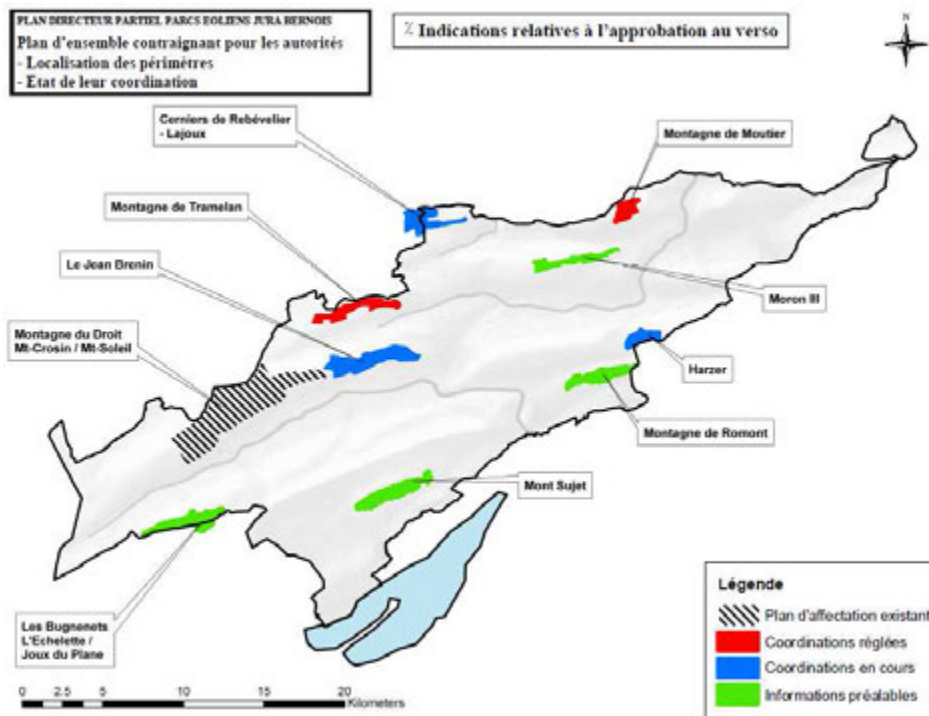 PLAN DIRECTEUR PARTIEL PARCS EOLIENS JURA BERNOIS
Plan d'ensemble contraignant pour les autorités
- Localisation des périmètres
- Etat de leur coordination
⁒ Indications relatives à l'approbation au verso
N
Cerniers de Rebévelier
- Lajoux
Montagne de Moutier
Montagne de Tramelan
Le Jean Brenin
Moron III
Montagne du Droit
Mt-Crosin / Mt-Soleil
Harzer
Montagne de Romont
Mont Sujet
Les Bugnenets
L'Echelette /
Joux du Plane
Légende
Plan d'affectation existant
Coordinations réglées
Coordinations en cours
Informations préalables
0 2.5 5 10 15 20
Kilometers